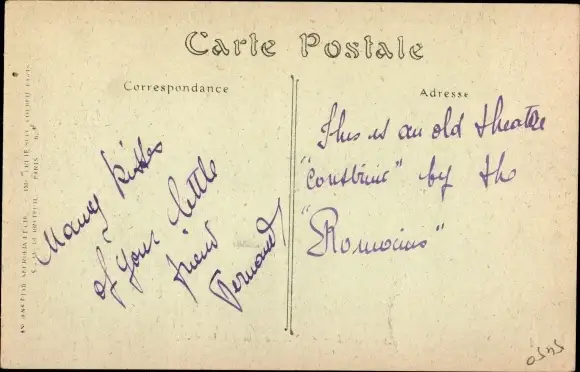 Carte Postale
Correspondance
Adresse
Many kisses
of your little
friend
Fernand
This is an old theatre
"construit" by the
"Romains"